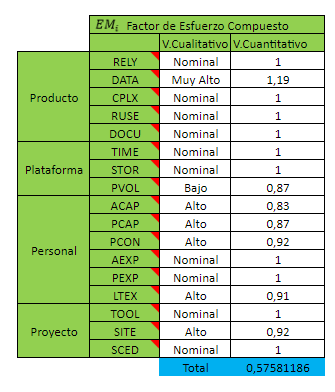 EMi Factor de Esfuerzo Compuesto
V.Cualitativo V.Cuantitativo
Producto
RELY Nominal 1
DATA Muy Alto 1,19
CPLX Nominal 1
RUSE Nominal 1
DOCU Nominal 1
Plataforma
TIME Nominal 1
STOR Nominal 1
PVOL Bajo 0,87
Personal
ACAP Alto 0,83
PCAP Alto 0,87
PCON Alto 0,92
AEXP Nominal 1
PEXP Nominal 1
LTEX Alto 0,91
Proyecto
TOOL Nominal 1
SITE Alto 0,92
SCED Nominal 1
Total 0,57581186